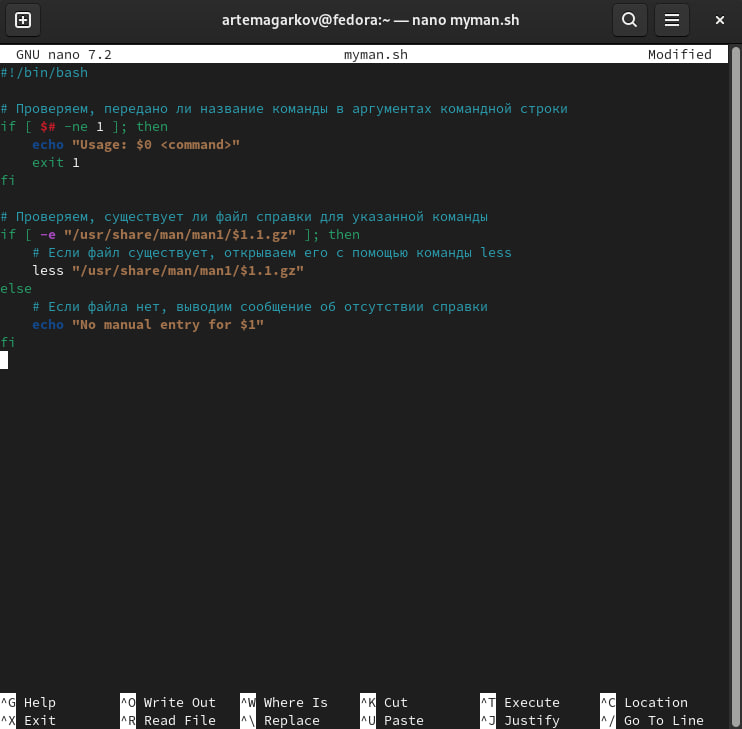 artemagarkov@fedora:~ — nano myman.sh
GNU nano 7.2 myman.sh Modified
#!/bin/bash
# Проверяем, передано ли название команды в аргументах командной строки
if [ $# -ne 1 ]; then
    echo "Usage: $0 <command>"
    exit 1
fi
# Проверяем, существует ли файл справки для указанной команды
if [ -e "/usr/share/man/man1/$1.1.gz" ]; then
    # Если файл существует, открываем его с помощью команды less
    less "/usr/share/man/man1/$1.1.gz"
else
    # Если файла нет, выводим сообщение об отсутствии справки
    echo "No manual entry for $1"
fi
^G Help ^O Write Out ^W Where Is ^K Cut ^T Execute ^C Location
^X Exit ^R Read File ^\ Replace ^U Paste ^J Justify ^/ Go To Line